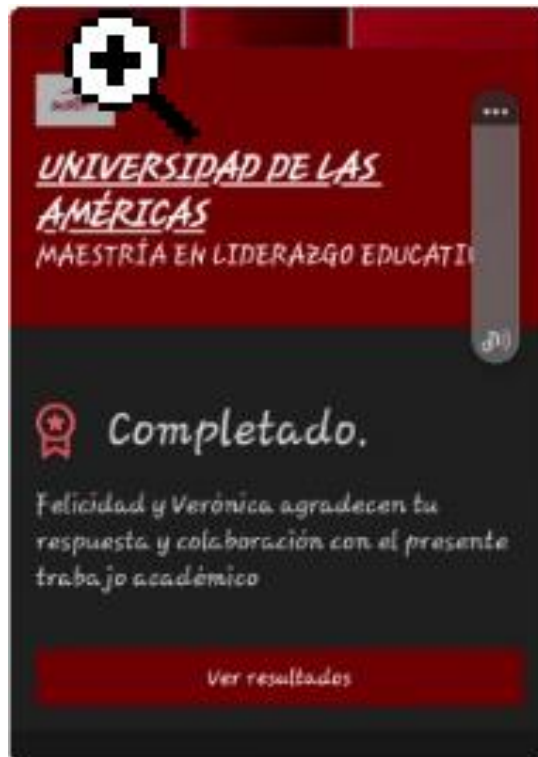 UNIVERSIDAD DE LAS
AMÉRICAS
MAESTRÍA EN LIDERAZGO
Completado.
Felicidad y Verónica agradecen tu
respuesta y colaboración con el presente
trabajo académico
Ver resultados